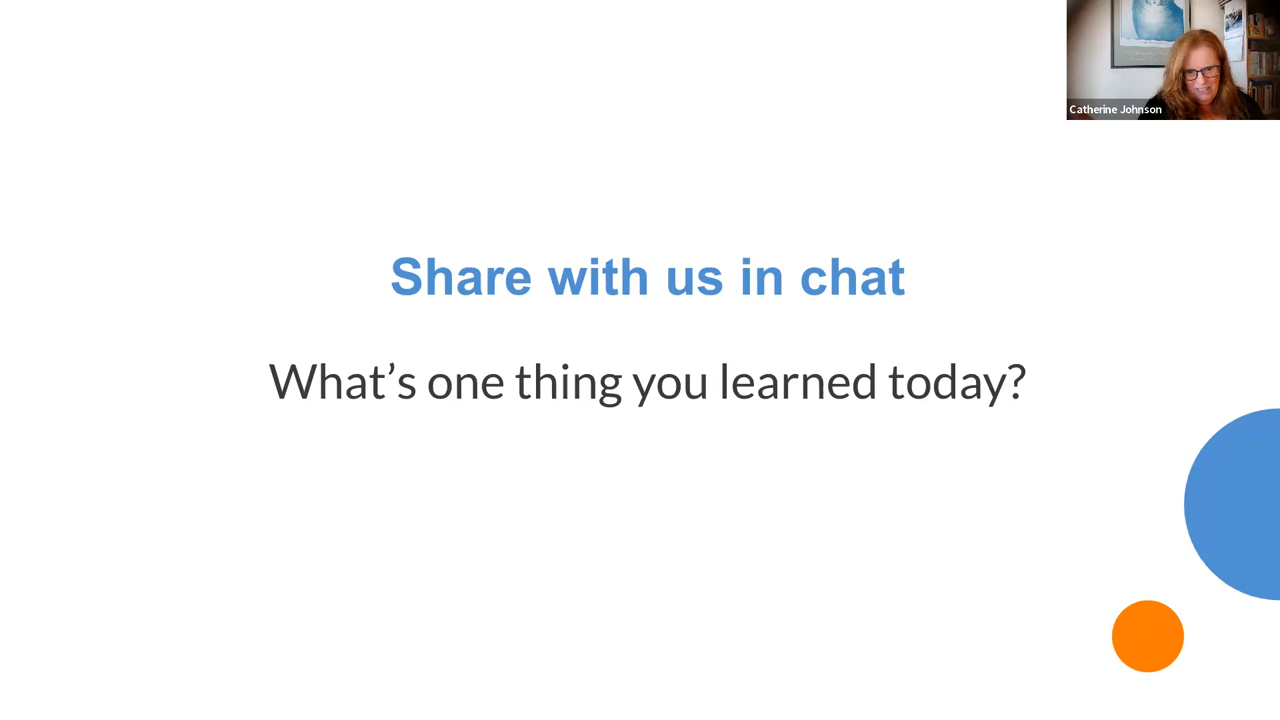 Catherine Johnson
Share with us in chat
What’s one thing you learned today?